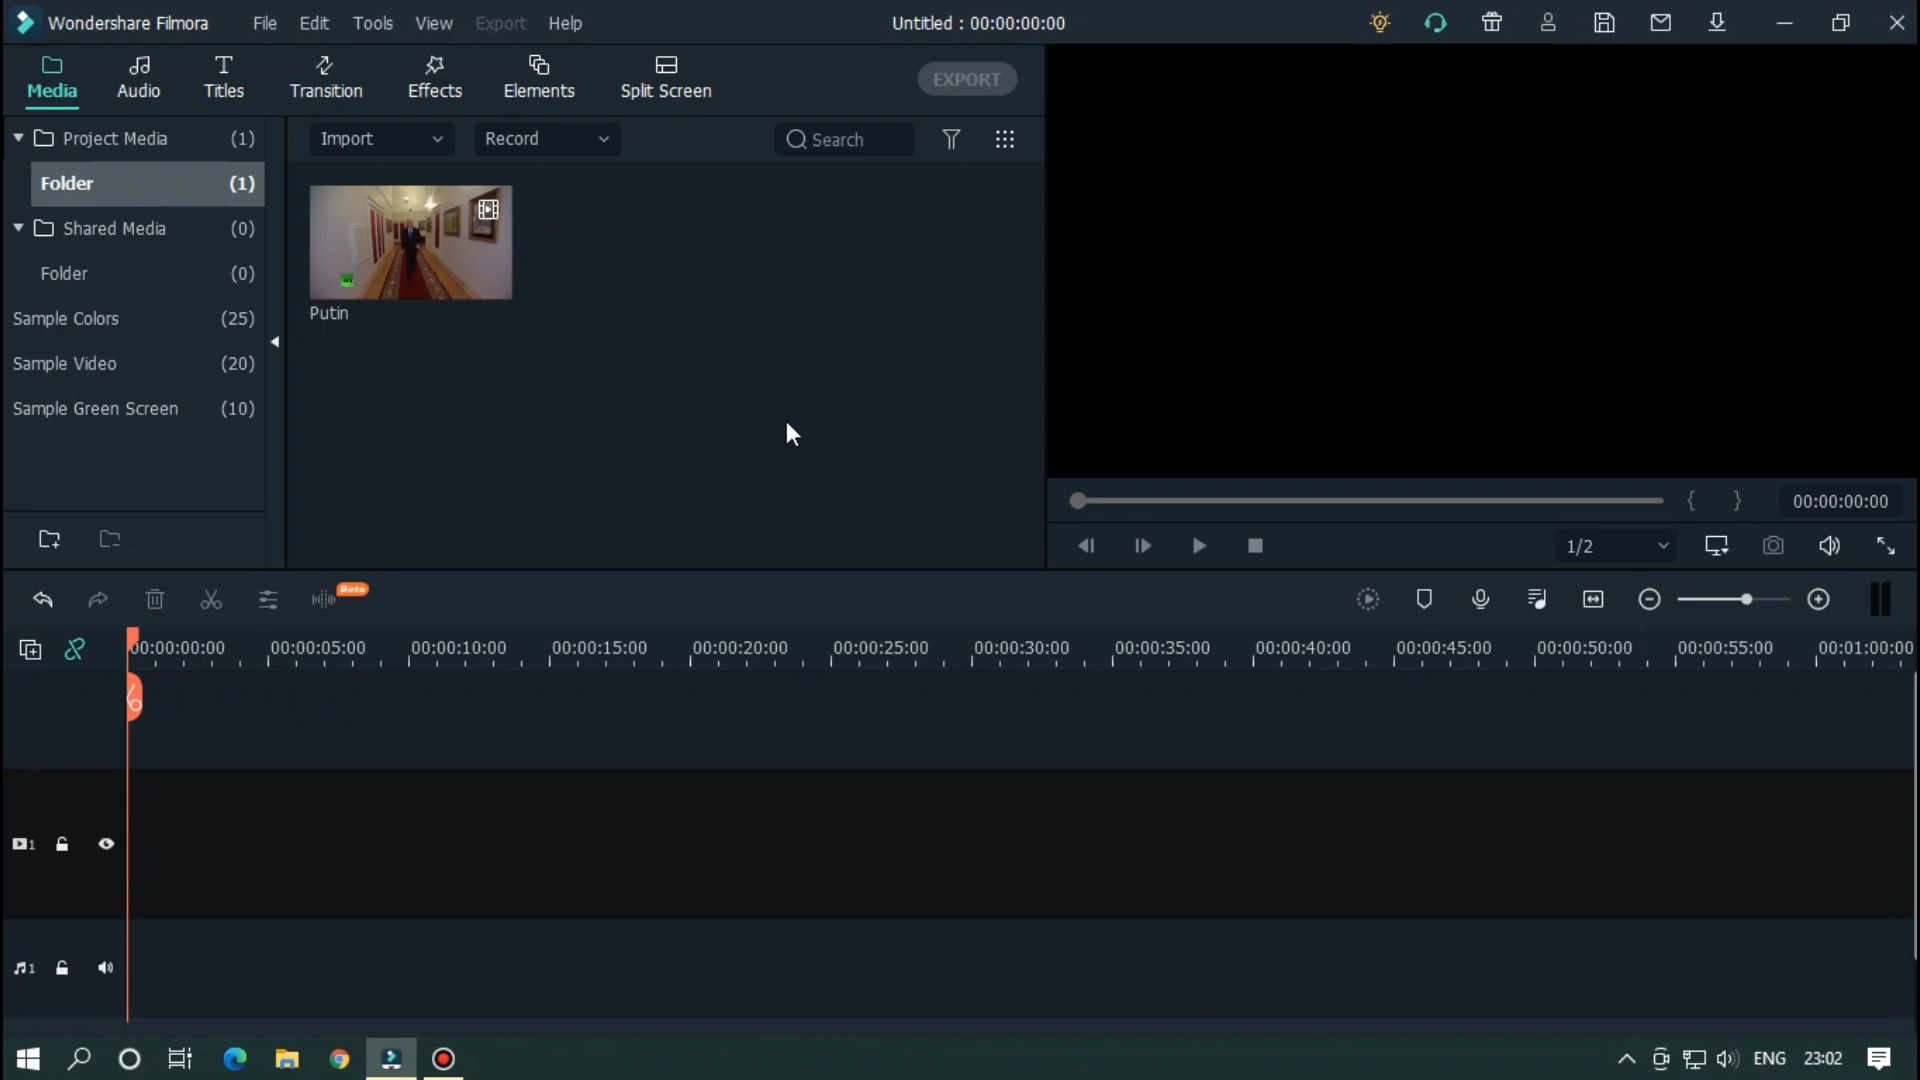 Wondershare Filmora File Edit Tools View Export Help Untitled : 00:00:00:00
Media Audio Titles Transition Effects Elements Split Screen EXPORT
Project Media (1)
Folder (1)
Shared Media (0)
Folder (0)
Sample Colors (25)
Sample Video (20)
Sample Green Screen (10)
Import Record Search
Putin
{ } 00:00:00:00
1/2
Beta
00:00:00:00 00:00:05:00 00:00:10:00 00:00:15:00 00:00:20:00 00:00:25:00 00:00:30:00 00:00:35:00 00:00:40:00 00:00:45:00 00:00:50:00 00:00:55:00 00:01:00:00
1
1
ENG 23:02